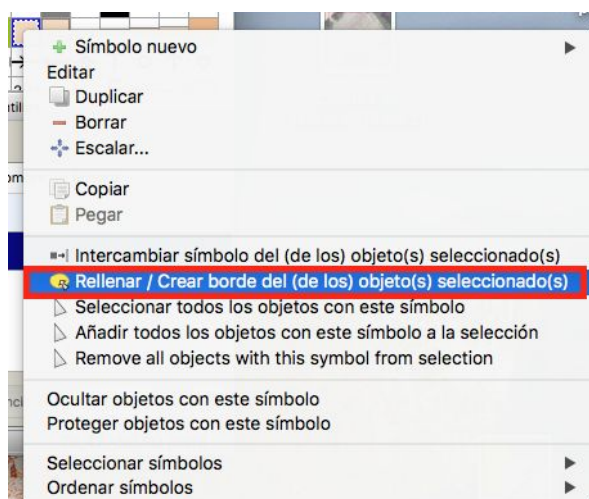 Símbolo nuevo
Editar
Duplicar
Borrar
Escalar...
Copiar
Pegar
Intercambiar símbolo del (de los) objeto(s) seleccionado(s)
Rellenar / Crear borde del (de los) objeto(s) seleccionado(s)
Seleccionar todos los objetos con este símbolo
Añadir todos los objetos con este símbolo a la selección
Remove all objects with this symbol from selection
Ocultar objetos con este símbolo
Proteger objetos con este símbolo
Seleccionar símbolos
Ordenar símbolos